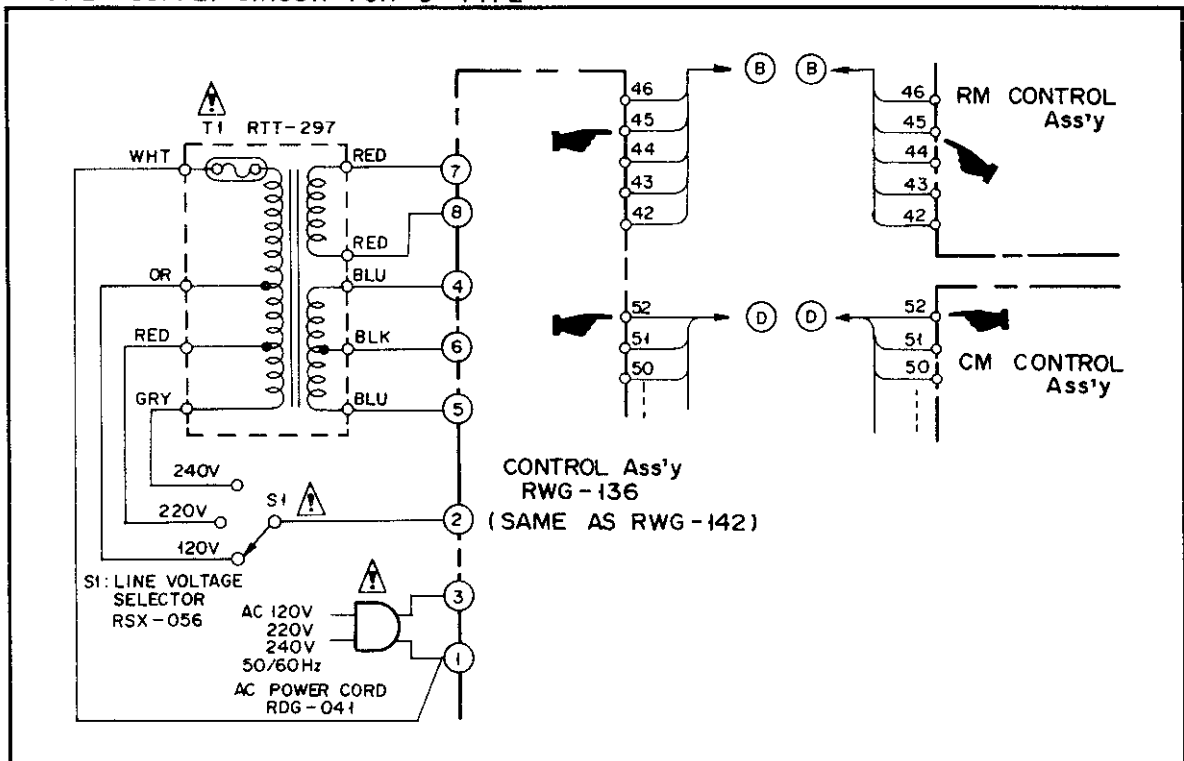 T1 RTT-297
WHT
RED
7
8
RED
OR
BLU
4
RED
BLK
6
GRY
BLU
5
240V
220V
120V
S1
2
S1: LINE VOLTAGE
SELECTOR
RSX-056
AC 120V
220V
240V
50/60Hz
3
1
AC POWER CORD
RDG-041
CONTROL Ass'y
RWG-136
(SAME AS RWG-142)
46
45
44
43
42
B B
46
45
44
43
42
RM CONTROL
Ass'y
52
51
50
D D
52
51
50
CM CONTROL
Ass'y